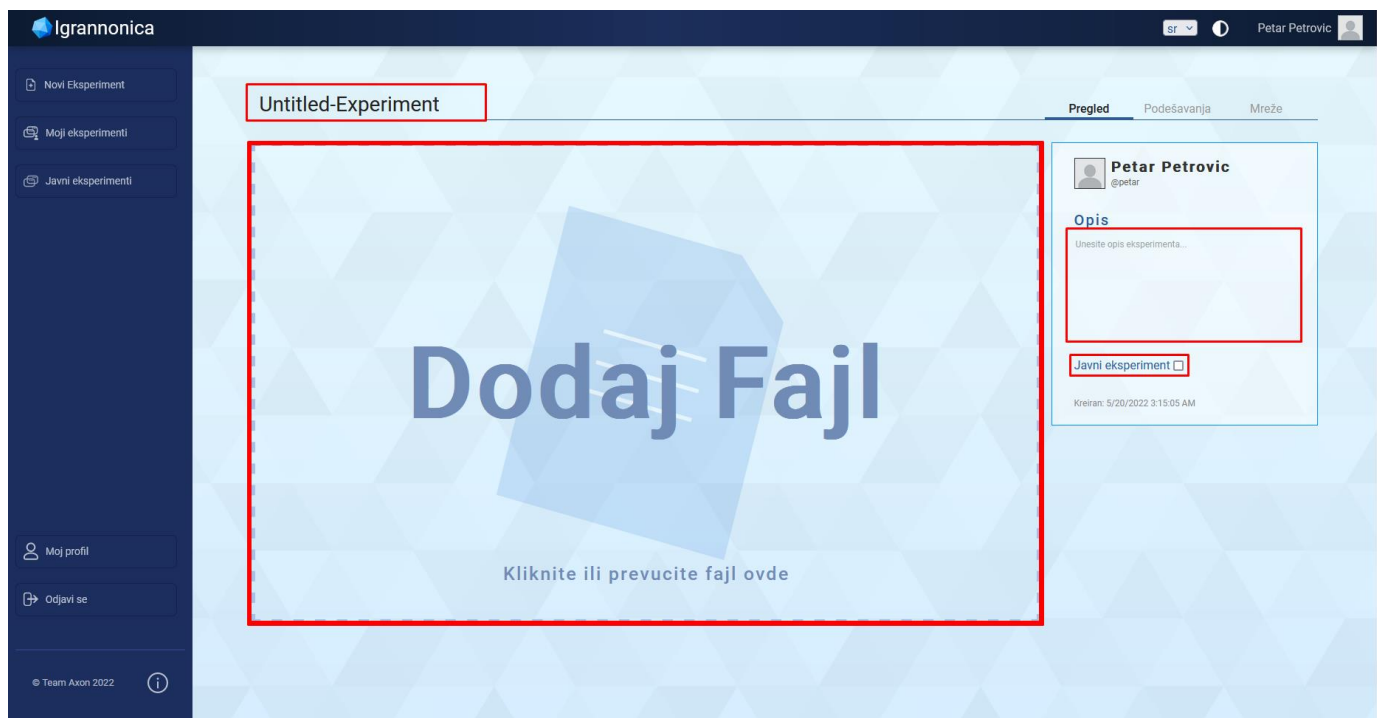 Igrannonica
sr
Petar Petrovic
Novi Eksperiment
Moji eksperimenti
Javni eksperimenti
Moj profil
Odjavi se
© Team Axon 2022
Untitled-Experiment
Pregled
Podešavanja
Mreže
Dodaj Fajl
Kliknite ili prevucite fajl ovde
Petar Petrovic
@petar
Opis
Unesite opis eksperimenta...
Javni eksperiment
Kreiran: 5/20/2022 3:15:05 AM